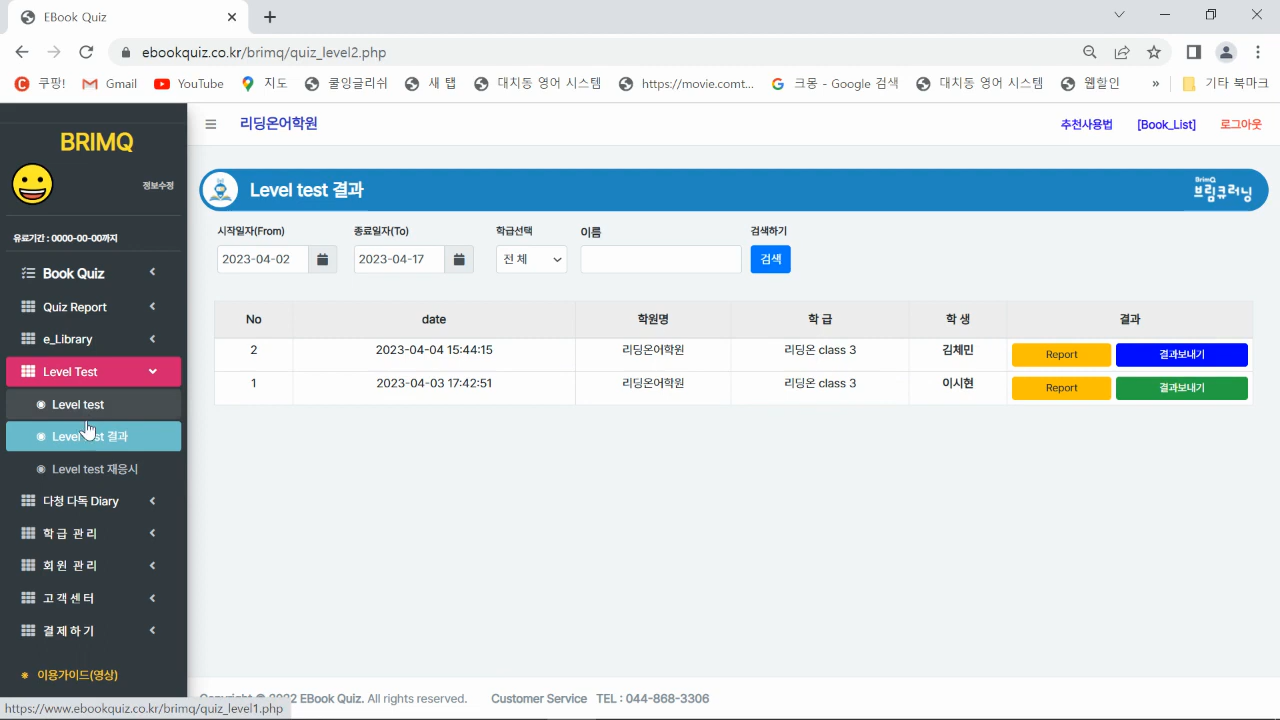 EBook Quiz
ebookquiz.co.kr/brimq/quiz_level2.php
쿠팡!
Gmail
YouTube
지도
쿨잉글리쉬
새 탭
대치동 영어 시스템
https://movie.comt...
크몽 - Google 검색
대치동 영어 시스템
웹할인
»
기타 북마크
BRIMQ
정보수정
유료기간 : 0000-00-00까지
Book Quiz
Quiz Report
e_Library
Level Test
Level test
Level test 결과
Level test 재응시
다청 다독 Diary
학급 관리
회원 관리
고객센터
결제하기
이용가이드(영상)
https://www.ebookquiz.co.kr/brimq/quiz_level1.php
리딩온어학원
추천사용법
[Book_List]
로그아웃
Level test 결과
BrimQ
브림큐러닝
시작일자(From)
종료일자(To)
학급선택
이름
검색하기
2023-04-02
2023-04-17
전 체
검색
No date 학원명 학 급 학 생 결과
2 2023-04-04 15:44:15 리딩온어학원 리딩온 class 3 김체민 Report 결과보내기
1 2023-04-03 17:42:51 리딩온어학원 리딩온 class 3 이시현 Report 결과보내기
Copyright © 2022 EBook Quiz. All rights reserved. Customer Service TEL : 044-868-3306